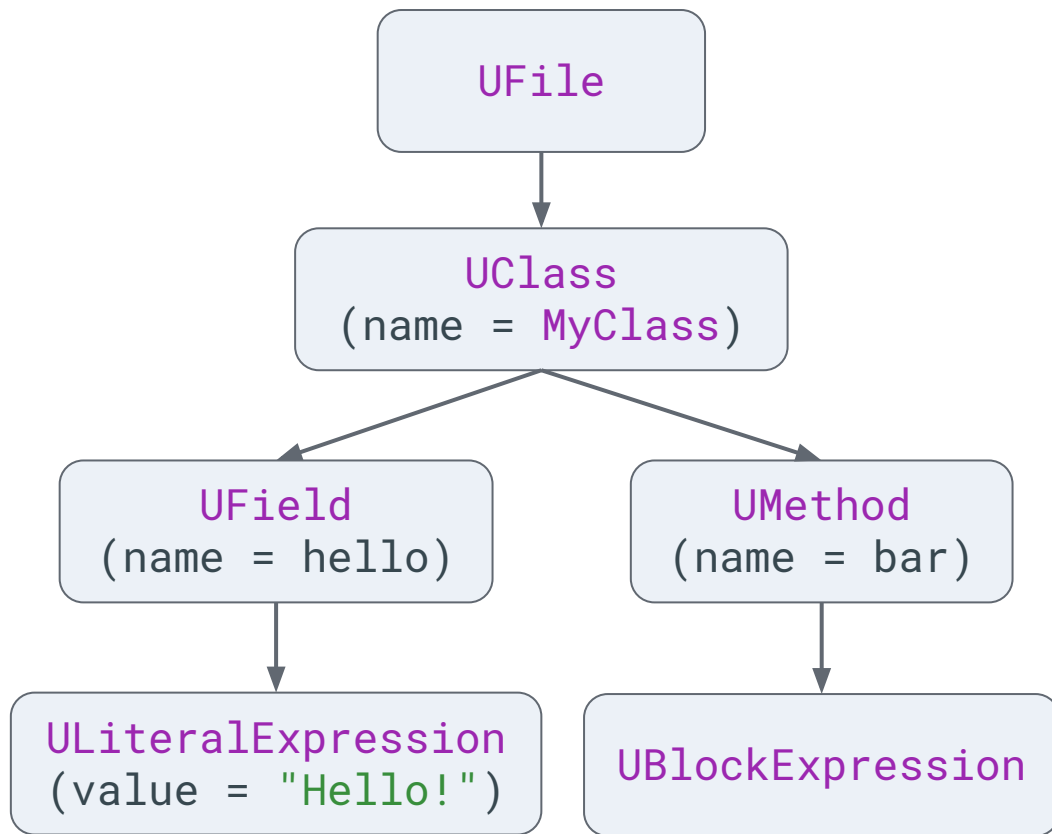 UFile
UClass
(name = MyClass)
UField
(name = hello)
UMethod
(name = bar)
ULiteralExpression
(value = "Hello!")
UBlockExpression